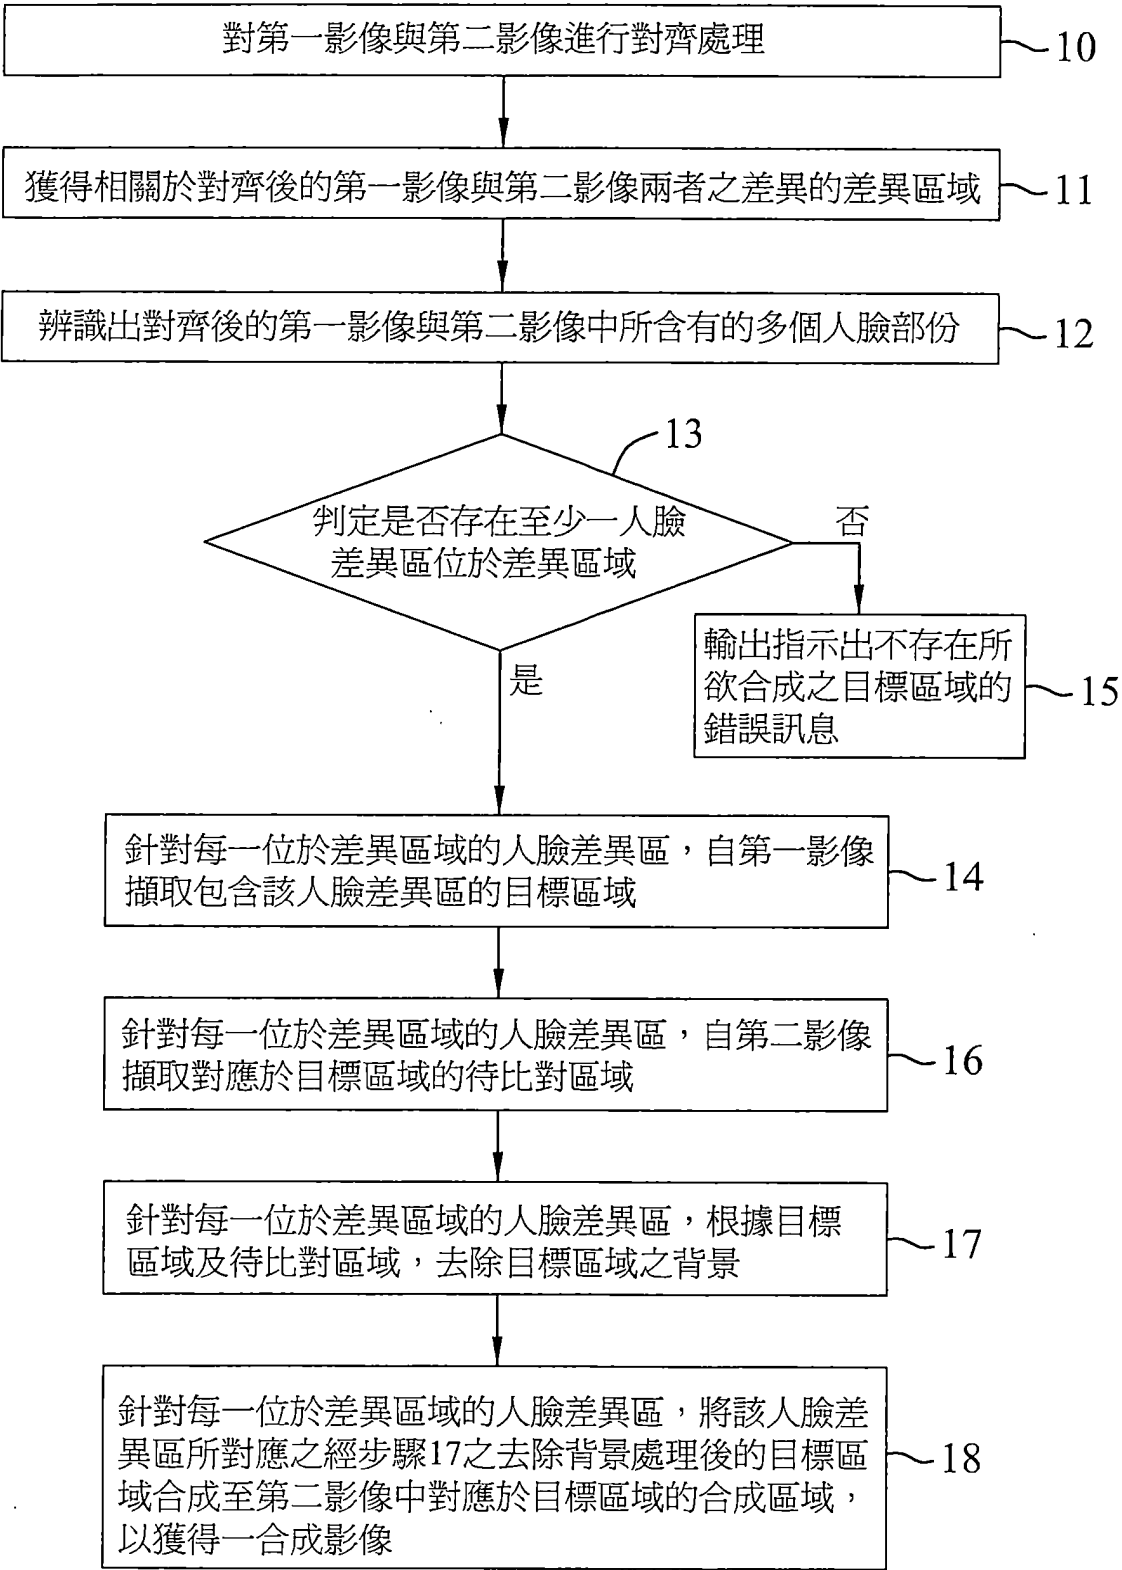 對第一影像與第二影像進行對齊處理
10
獲得相關於對齊後的第一影像與第二影像兩者之差異的差異區域
11
辨識出對齊後的第一影像與第二影像中所含有的多個人臉部份
12
13
判定是否存在至少一人臉
差異區位於差異區域
否
是
輸出指示出不存在所
欲合成之目標區域的
錯誤訊息
15
針對每一位於差異區域的人臉差異區，自第一影像
擷取包含該人臉差異區的目標區域
14
針對每一位於差異區域的人臉差異區，自第二影像
擷取對應於目標區域的待比對區域
16
針對每一位於差異區域的人臉差異區，根據目標
區域及待比對區域，去除目標區域之背景
17
針對每一位於差異區域的人臉差異區，將該人臉差
異區所對應之經步驟17之去除背景處理後的目標區
域合成至第二影像中對應於目標區域的合成區域，
以獲得一合成影像
18